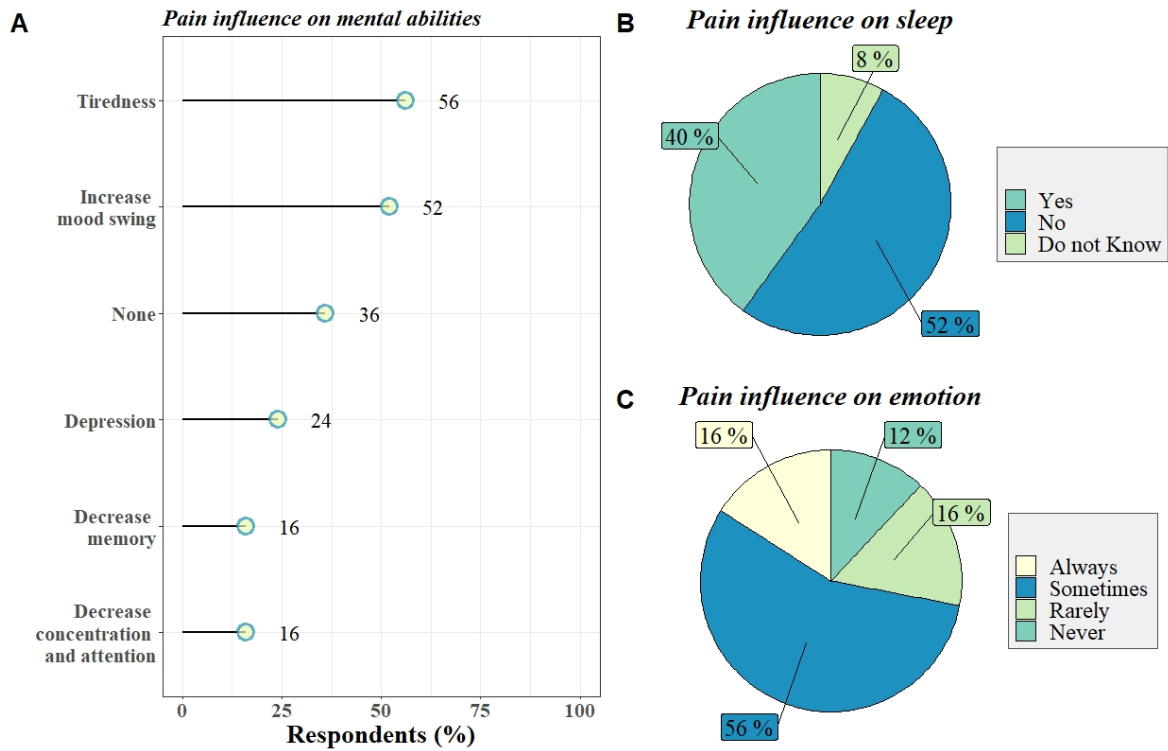 A
Pain influence on mental abilities
Tiredness
56
Increase
mood swing
52
None
36
Depression
24
Decrease
memory
16
Decrease
concentration
and attention
16
0
25
50
75
100
Respondents (%)
B
Pain influence on sleep
8 %
40 %
52 %
Yes
No
Do not Know
C
Pain influence on emotion
16 %
12 %
16 %
56 %
Always
Sometimes
Rarely
Never